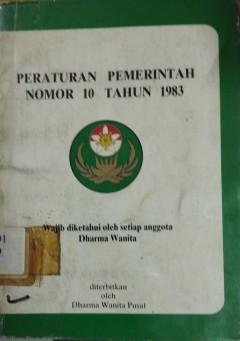 PERATURAN PEMERINTAH
NOMOR 10 TAHUN 1983
Wajib diketahui oleh setiap anggota
Dharma Wanita
diterbitkan
oleh
Dharma Wanita Pusat